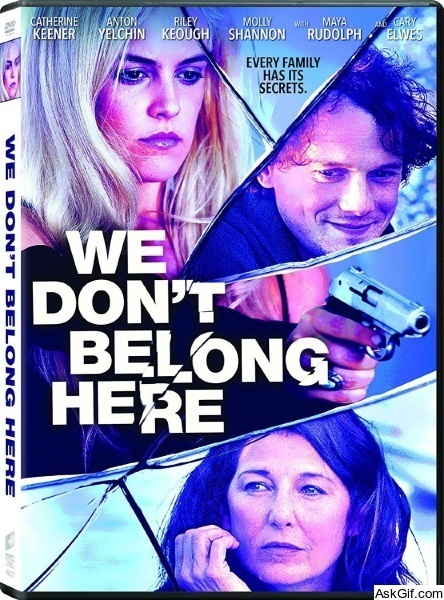 CATHERINE KEENER
ANTON YELCHIN
RILEY KEOUGH
MOLLY SHANNON
WITH MAYA RUDOLPH
AND CARY ELWES
EVERY FAMILY
HAS ITS
SECRETS.
WE
DON'T
BELONG
HERE
WE DON'T BELONG HERE
DVD
AskGif.com